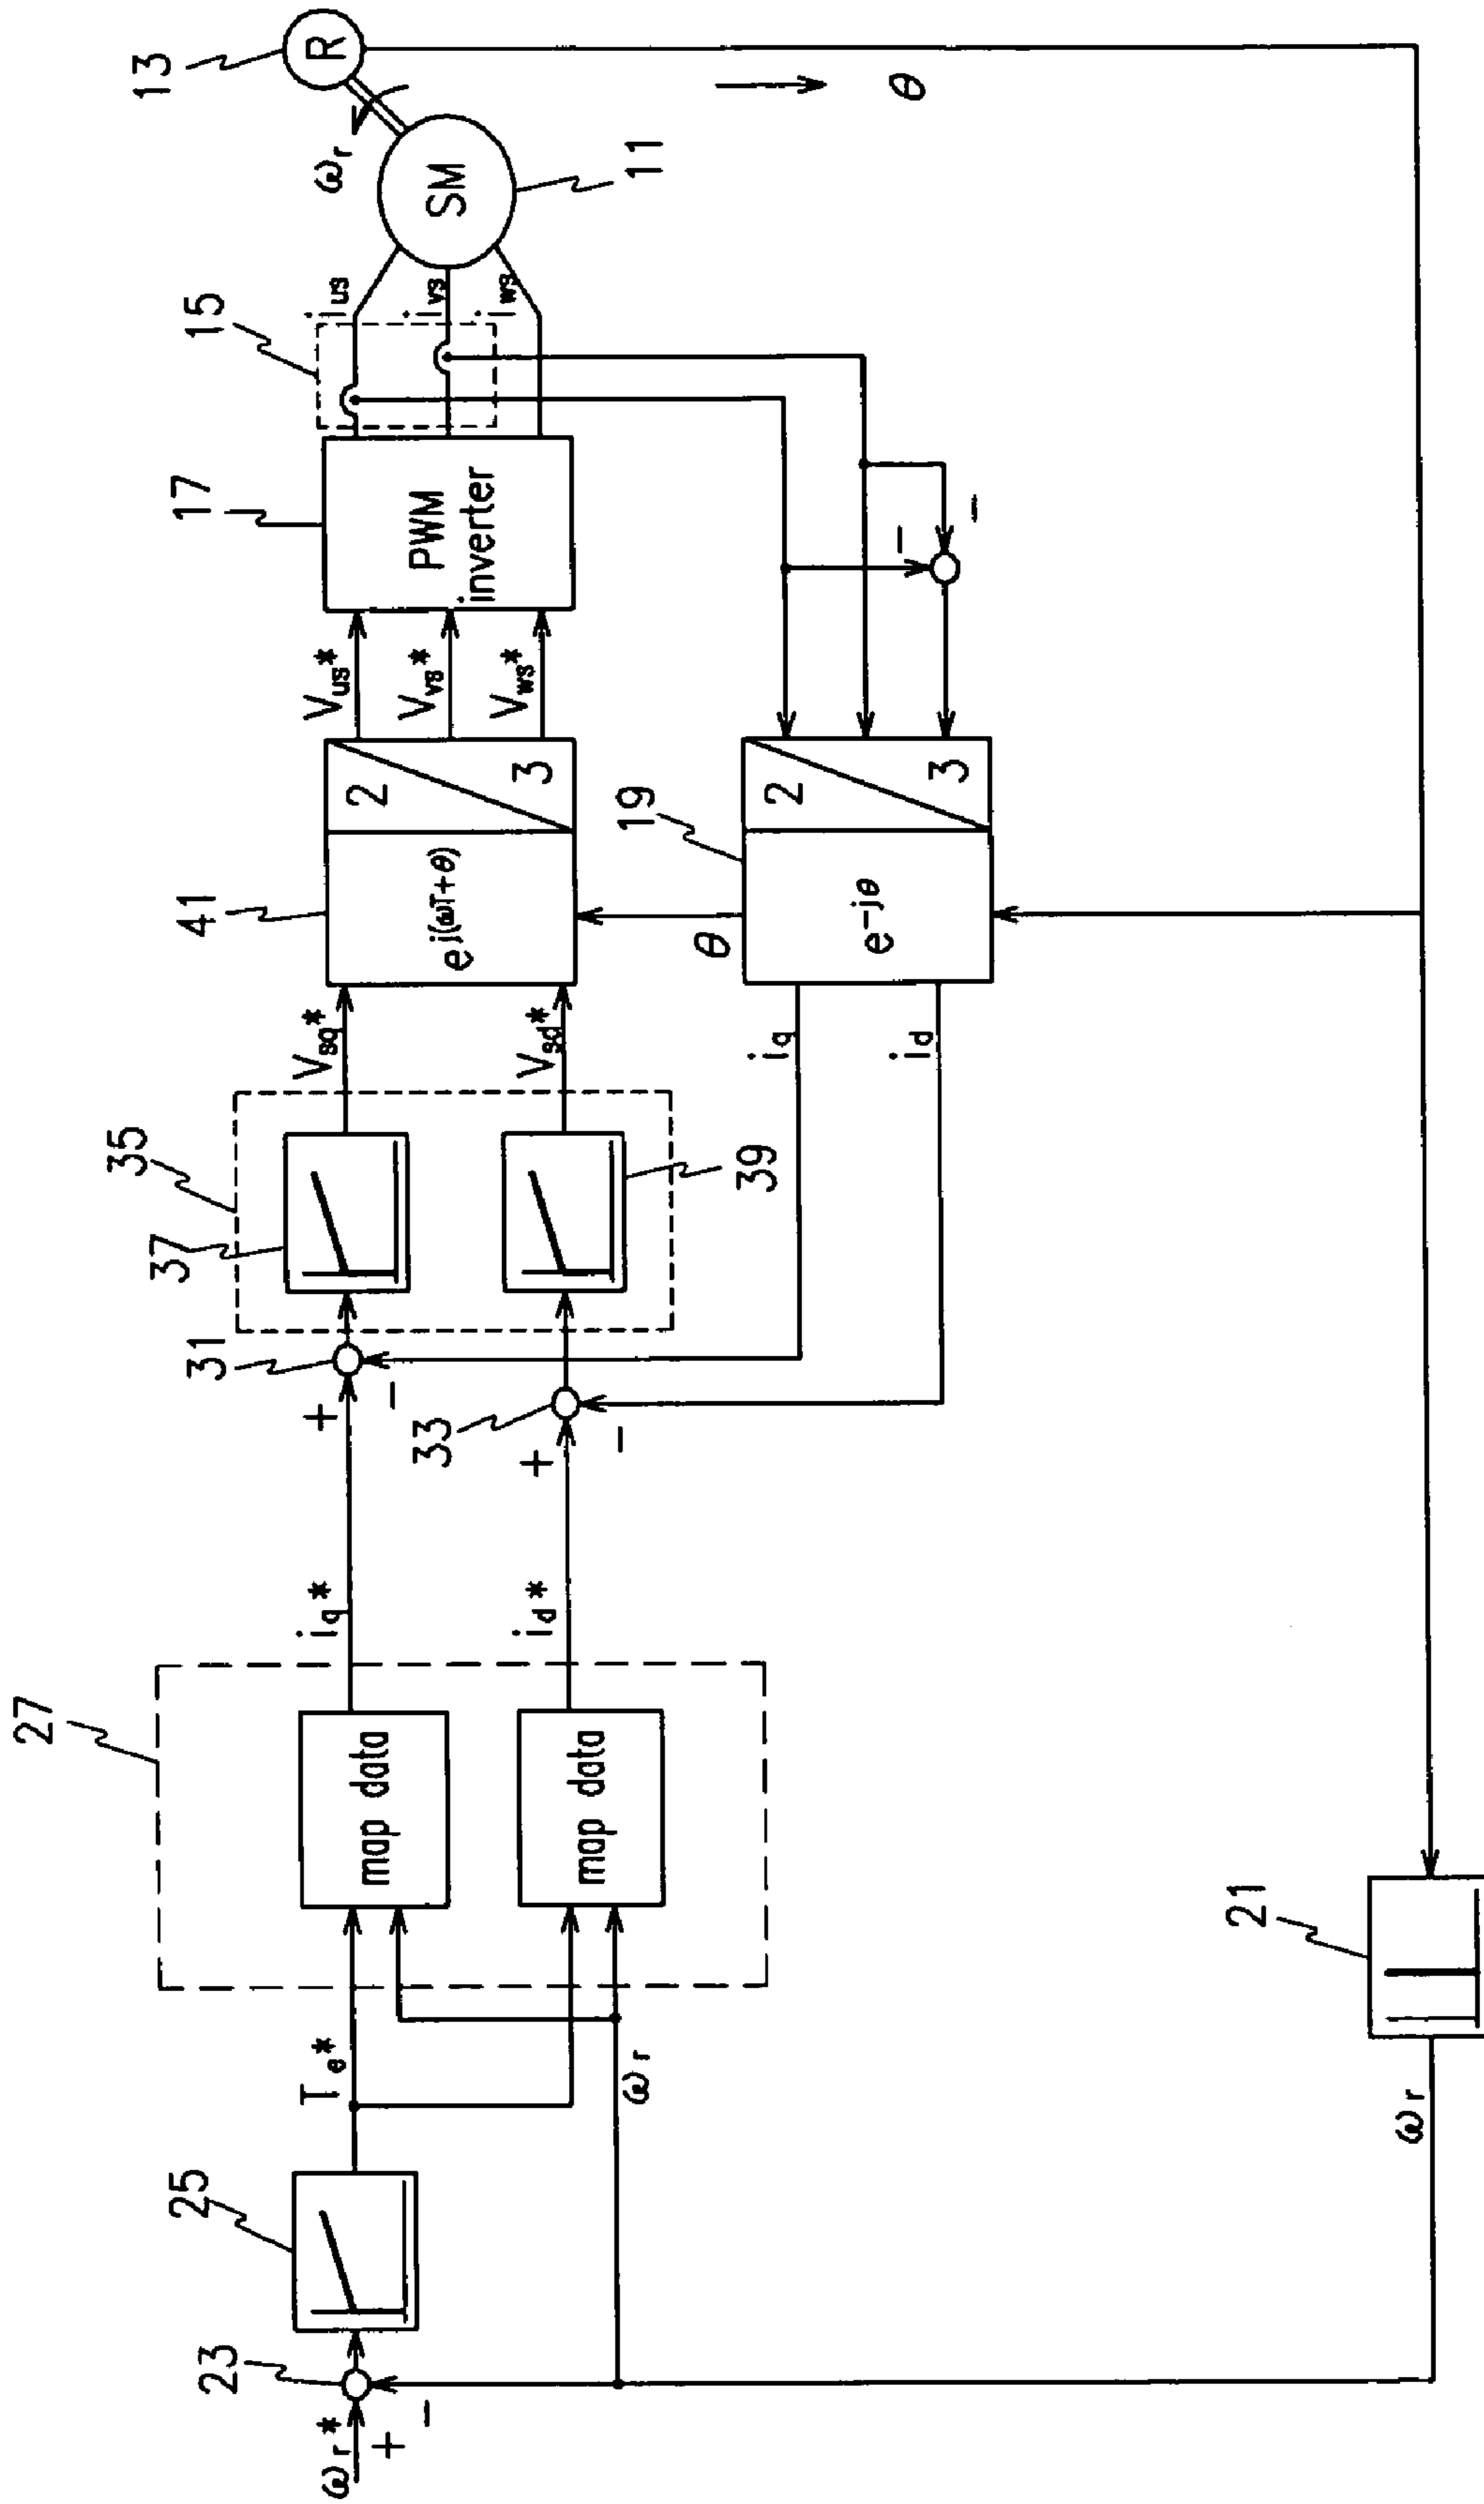 ωr*
+
−
23
25
Te*
ωr
27
map data
map data
iq*
id*
+
−
31
+
−
33
35
37
39
Vsq*
Vsd*
41
e^j(ωT+θ)
2
3
Vus*
Vvs*
Vws*
17
PWM
inverter
15
ius
ivs
iws
SM
11
ωr
R
13
θ
iq
id
θ
19
e^-jθ
2
3
−
−
21
ωr